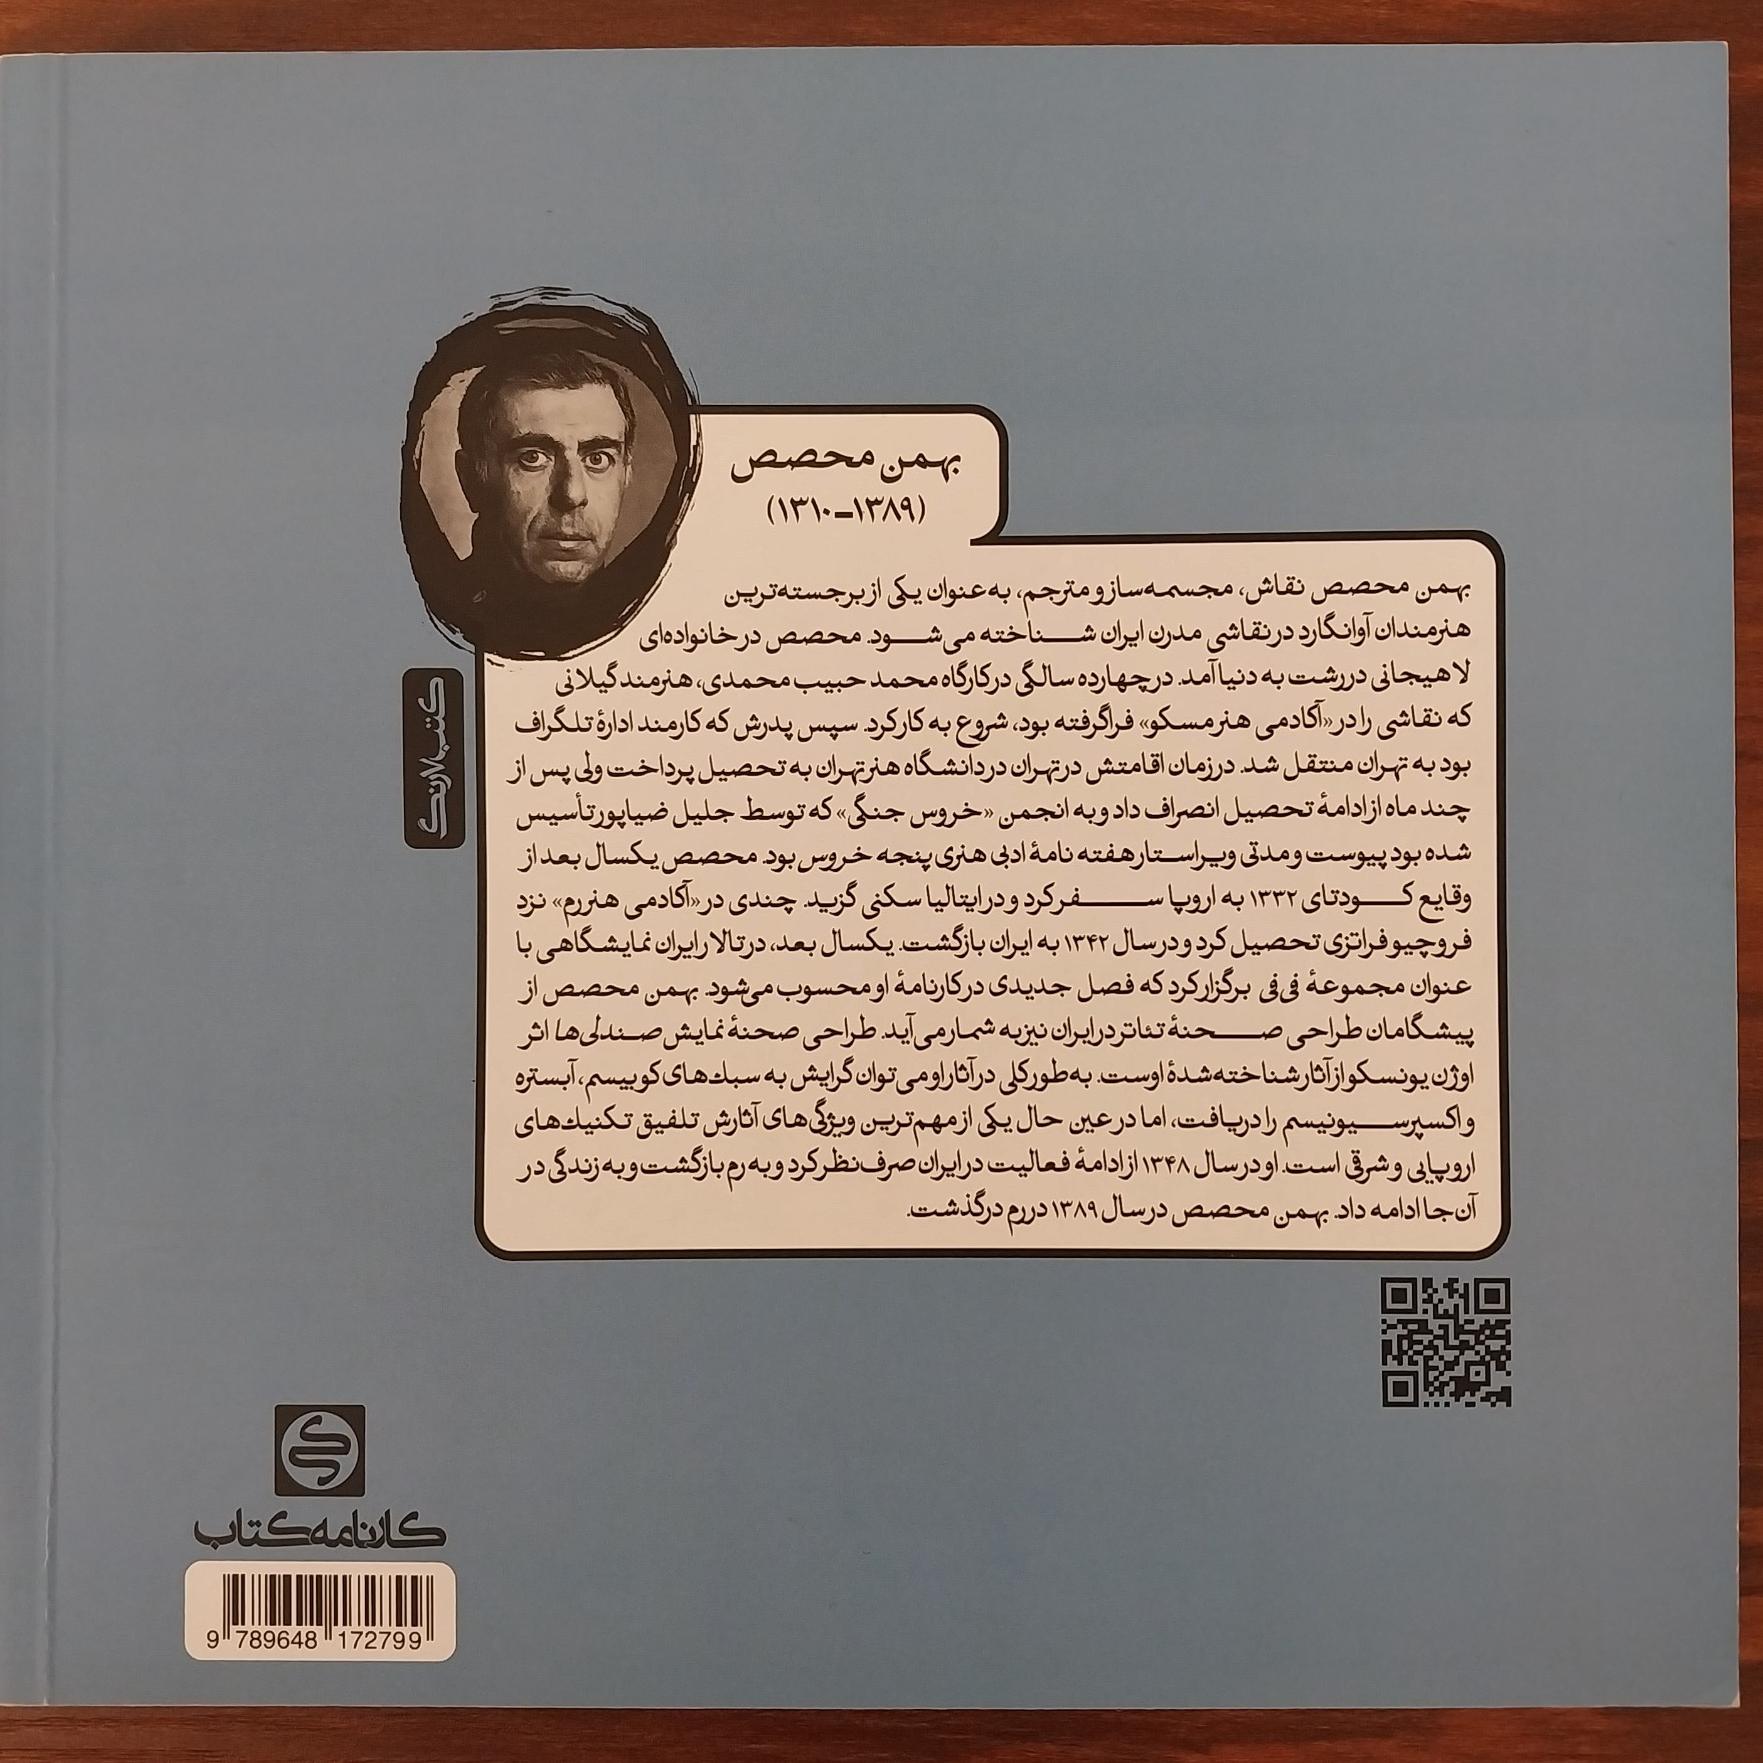 بهمن محصص
(۱۳۸۹-۱۳۱۰)
بهمن محصص نقاش، مجسمه‌ساز و مترجم، به‌عنوان یکی از برجسته‌ترین
هنرمندان آوانگارد در نقاشی مدرن ایران شناخته می‌شود. محصص در خانواده‌ای
لاهیجانی در رشت به دنیا آمد. در چهارده سالگی در کارگاه محمد حبیب محمدی، هنرمند گیلانی
که نقاشی را در «آکادمی هنر مسکو» فرا گرفته بود، شروع به کار کرد. سپس پدرش که کارمند ادارهٔ تلگراف
بود به تهران منتقل شد. در زمان اقامتش در تهران در دانشگاه هنر تهران به تحصیل پرداخت ولی پس از
چند ماه از ادامهٔ تحصیل انصراف داد و به انجمن «خروس جنگی» که توسط جلیل ضیاپور تأسیس
شده بود پیوست و مدتی ویراستار هفته نامهٔ ادبی هنری پنجه خروس بود. محصص یکسال بعد از
وقایع کودتای ۱۳۳۲ به اروپا سفر کرد و در ایتالیا سکنی گزید. چندی در «آکادمی هنر رم» نزد
فروچیو فراتزی تحصیل کرد و در سال ۱۳۴۲ به ایران بازگشت. یکسال بعد، در تالار ایران نمایشگاهی با
عنوان مجموعهٔ فی‌فی برگزار کرد که فصل جدیدی در کارنامهٔ او محسوب می‌شود. بهمن محصص از
پیشگامان طراحی صحنهٔ تئاتر در ایران نیز به شمار می‌آید. طراحی صحنهٔ نمایش صندلی‌ها اثر
اوژن یونسکو از آثار شناخته‌شدهٔ اوست. به‌طور کلی در آثار او می‌توان گرایش به سبک‌های کوبیسم، آبستره
و اکسپرسیونیسم را دریافت، اما در عین حال یکی از مهم‌ترین ویژگی‌های آثارش تلفیق تکنیک‌های
اروپایی و شرقی است. او در سال ۱۳۴۸ از ادامهٔ فعالیت در ایران صرف‌نظر کرد و به رم بازگشت و به زندگی در
آن‌جا ادامه داد. بهمن محصص در سال ۱۳۸۹ در رم درگذشت.
کتب الارنگ
کارنامه کتاب
9 789648 172799